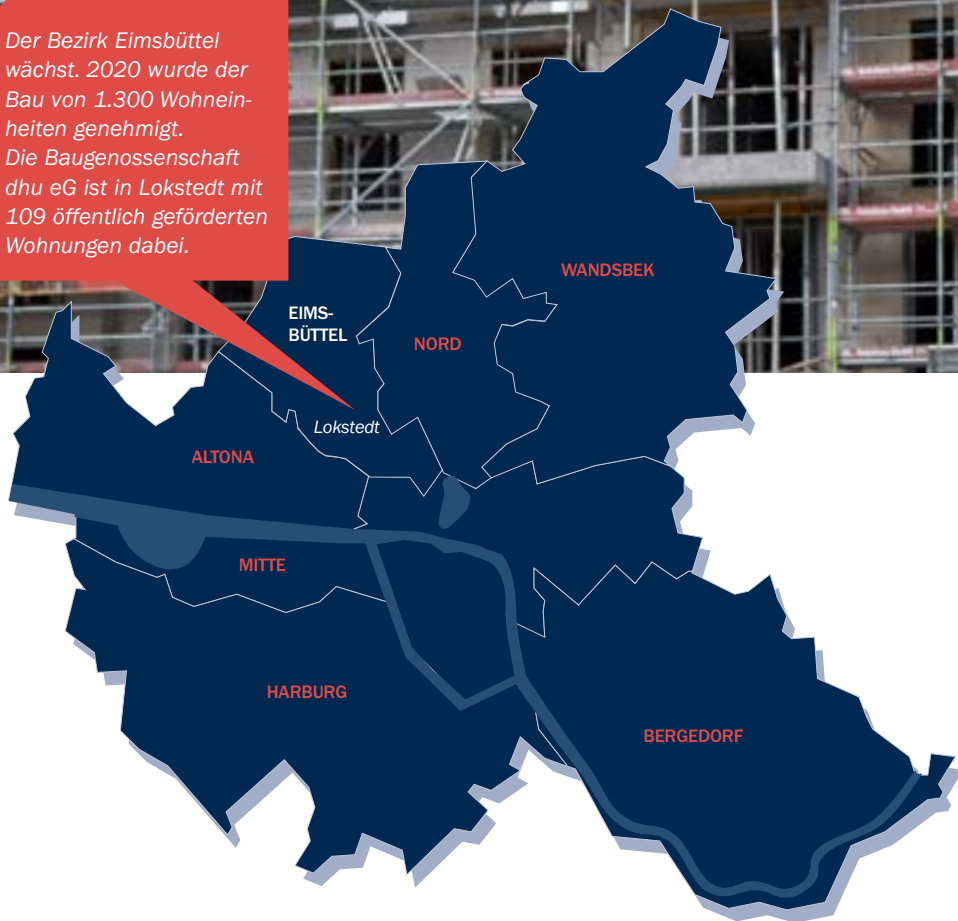 Der Bezirk Eimsbüttel
wächst. 2020 wurde der
Bau von 1.300 Wohnein-
heiten genehmigt.
Die Baugenossenschaft
dhu eG ist in Lokstedt mit
109 öffentlich geförderten
Wohnungen dabei.
WANDSBEK
EIMS-
BÜTTEL
NORD
Lokstedt
ALTONA
MITTE
HARBURG
BERGEDORF